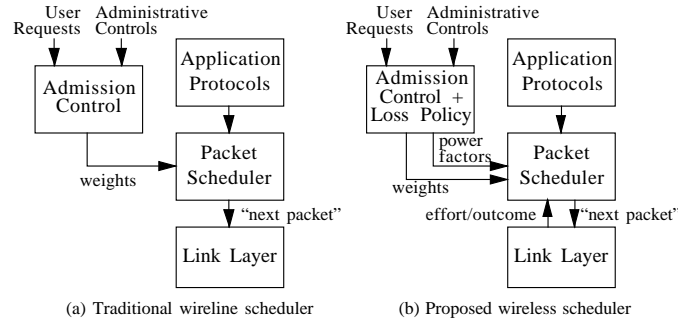 User
Requests
Administrative
Controls
Admission
Control
Application
Protocols
weights
Packet
Scheduler
“next packet”
Link Layer
(a) Traditional wireline scheduler
User
Requests
Administrative
Controls
Admission
Control +
Loss Policy
Application
Protocols
power
factors
weights
Packet
Scheduler
effort/outcome
“next packet”
Link Layer
(b) Proposed wireless scheduler